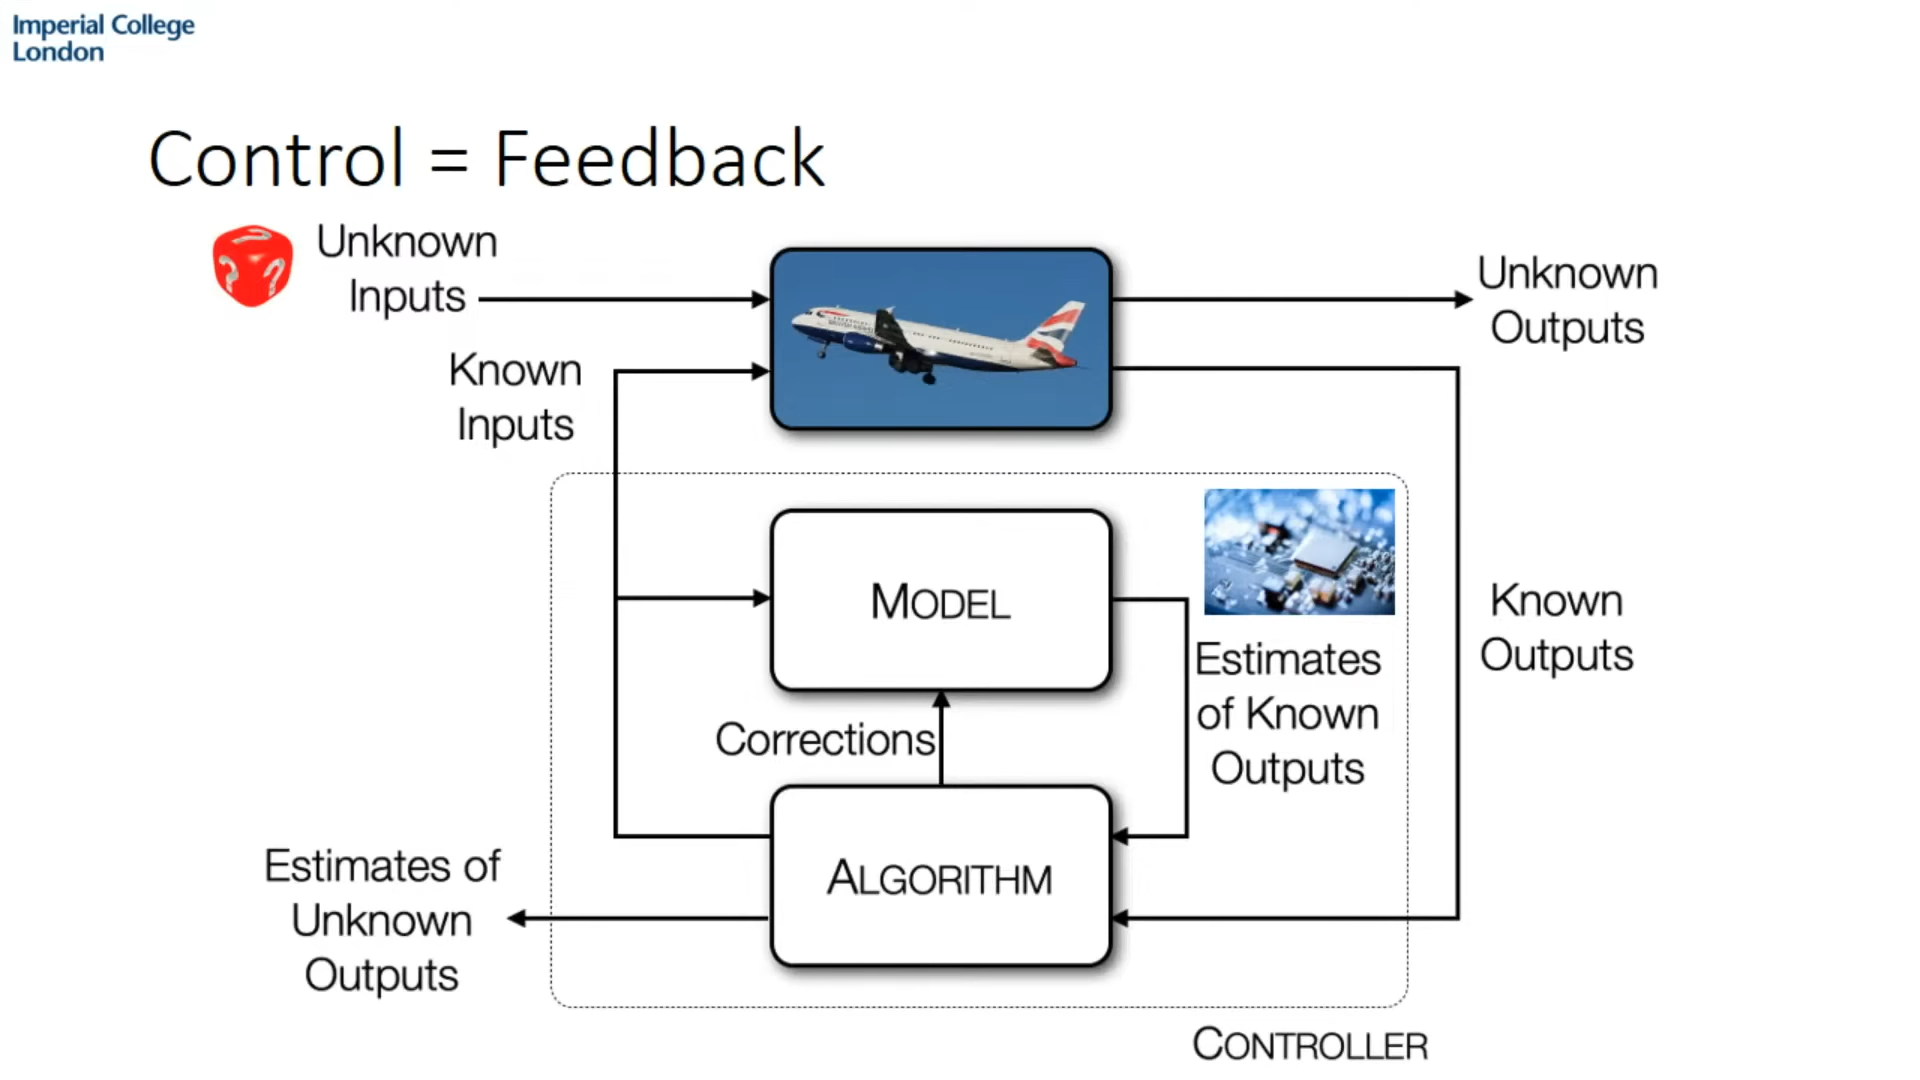 Imperial College
London
Control = Feedback
Unknown
Inputs
Unknown
Outputs
Known
Inputs
MODEL
Known
Outputs
Estimates
of Known
Outputs
Corrections
ALGORITHM
Estimates of
Unknown
Outputs
CONTROLLER